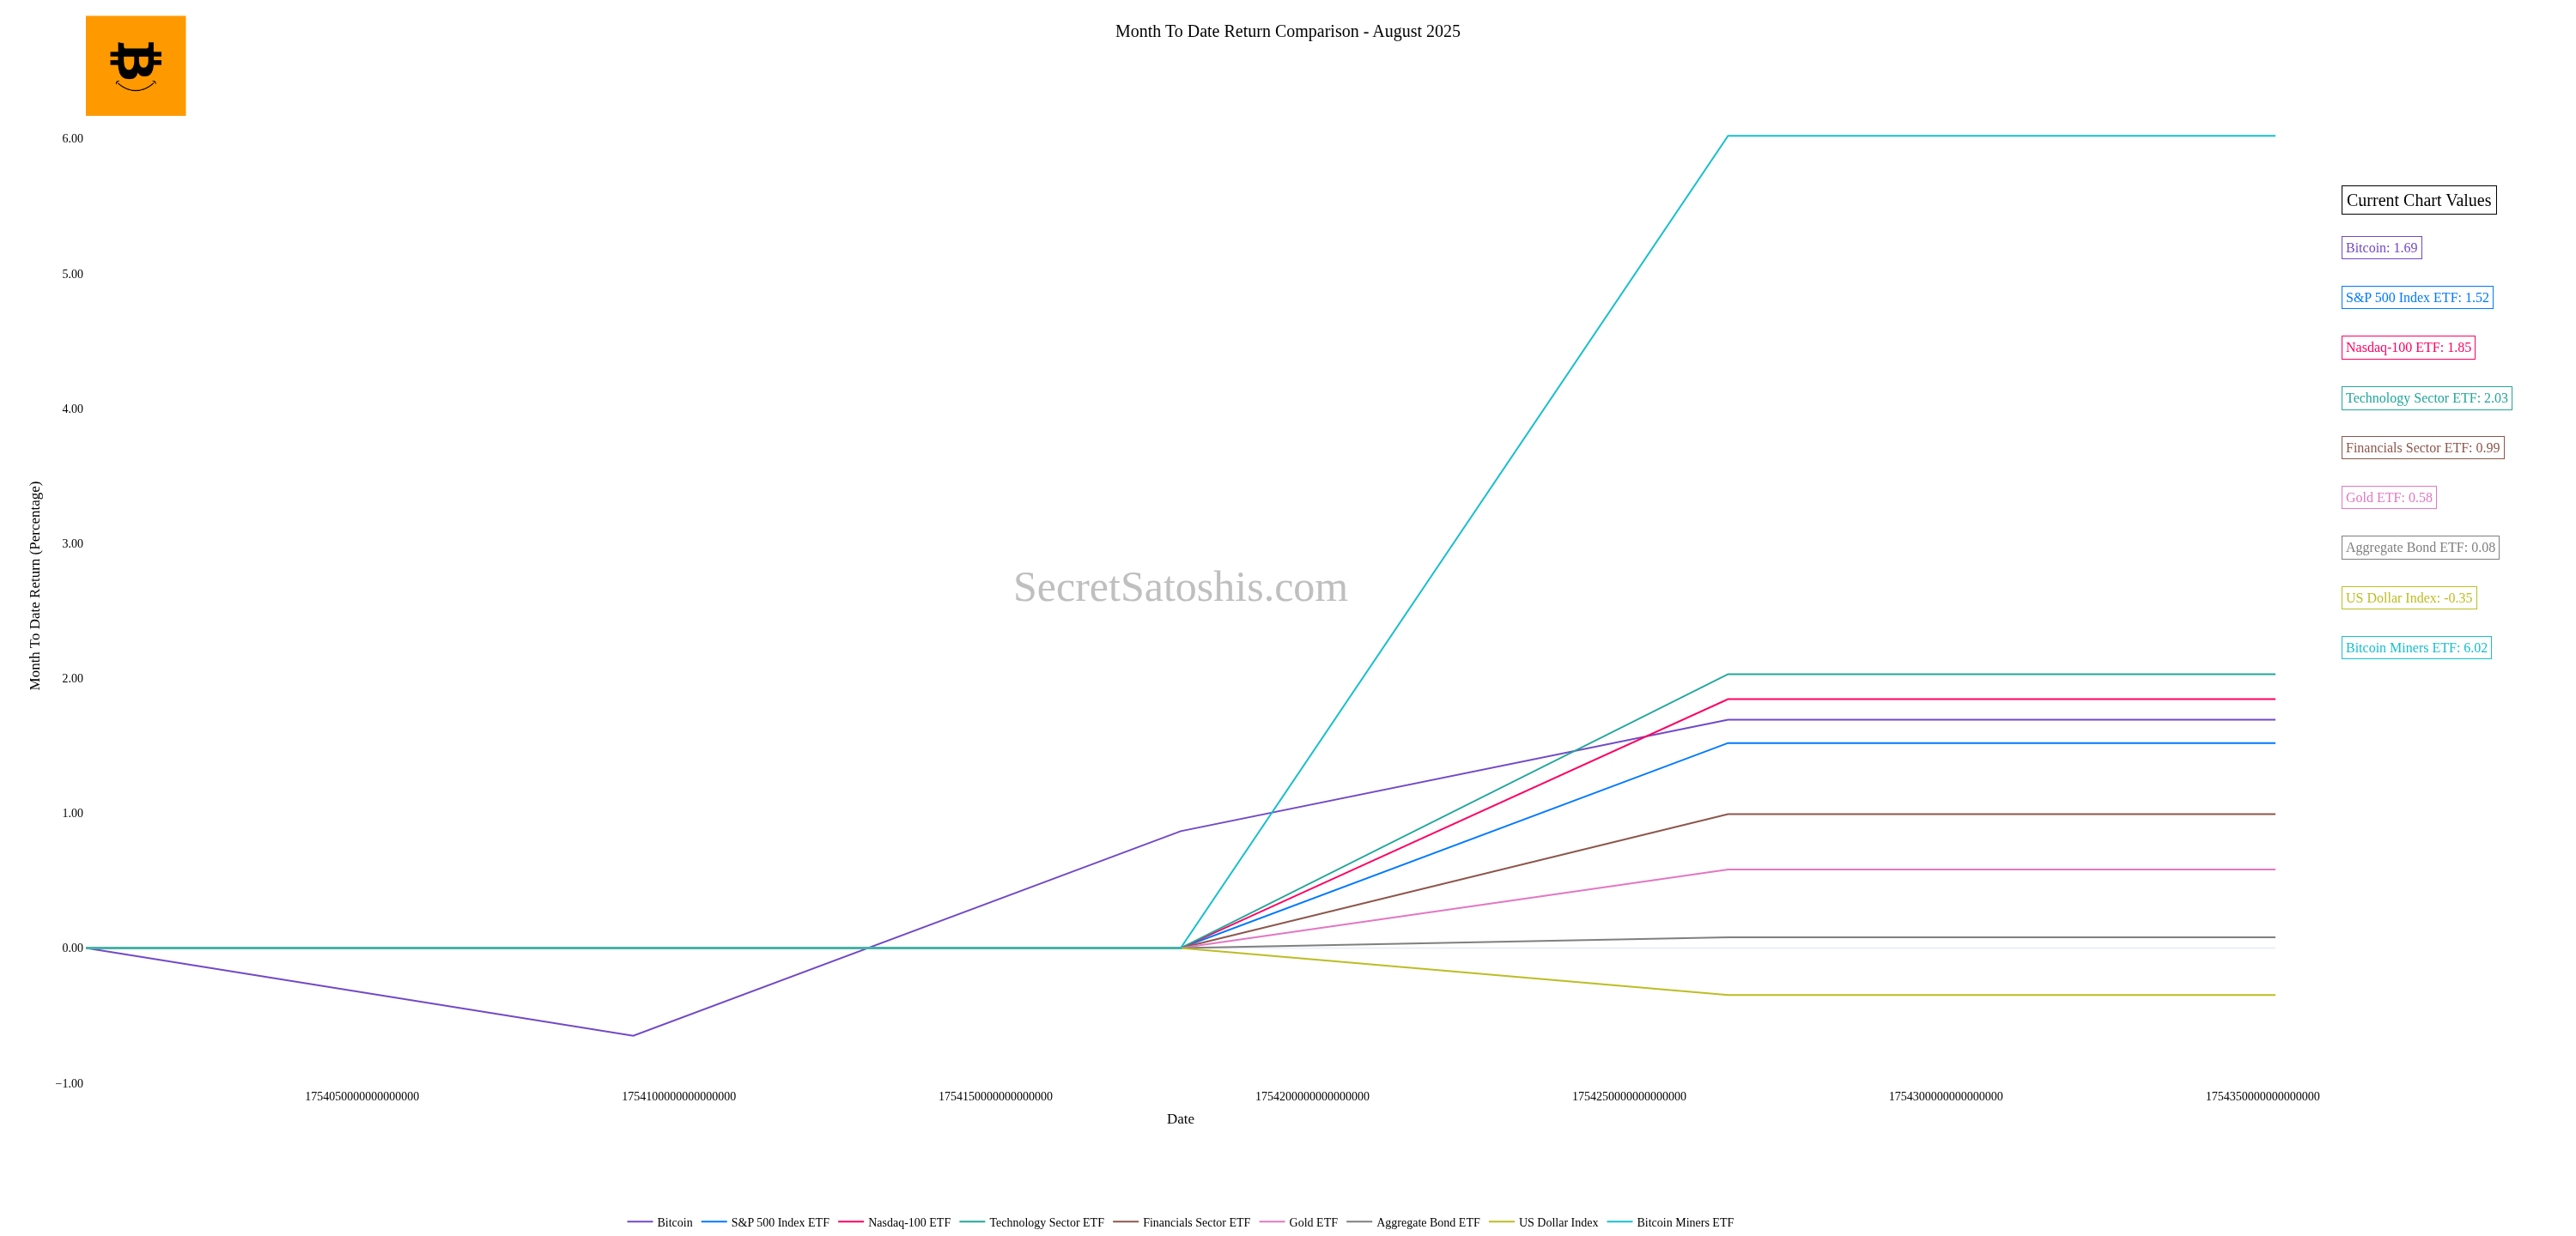 Month To Date Return Comparison - August 2025
6.00
5.00
4.00
3.00
2.00
1.00
0.00
−1.00
Month To Date Return (Percentage)
SecretSatoshis.com
Current Chart Values
Bitcoin: 1.69
S&P 500 Index ETF: 1.52
Nasdaq-100 ETF: 1.85
Technology Sector ETF: 2.03
Financials Sector ETF: 0.99
Gold ETF: 0.58
Aggregate Bond ETF: 0.08
US Dollar Index: -0.35
Bitcoin Miners ETF: 6.02
1754050000000000000 1754100000000000000 1754150000000000000 1754200000000000000 1754250000000000000 1754300000000000000 1754350000000000000
Date
Bitcoin S&P 500 Index ETF Nasdaq-100 ETF Technology Sector ETF Financials Sector ETF Gold ETF Aggregate Bond ETF US Dollar Index Bitcoin Miners ETF